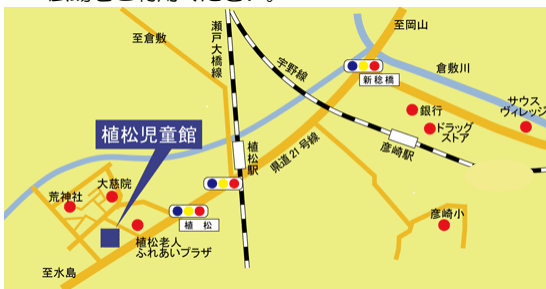 至倉敷
瀬戸大橋線
宇野線
至岡山
倉敷川
新稔橋
銀行
ドラッグ
ストア
サウス
ヴィレッジ
彦崎駅
植松児童館
植松駅
県道21号線
荒神社
大慈院
植松
植松老人
ふれあいプラザ
彦崎小
至水島